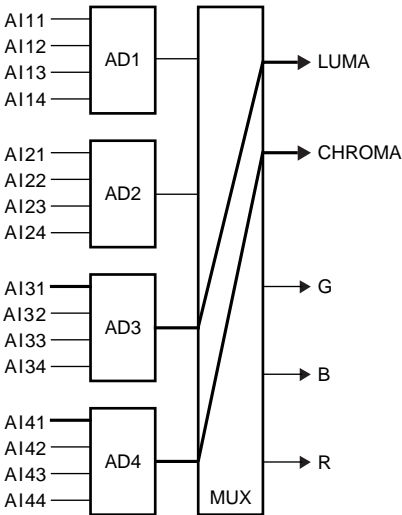 AI11
AI12
AI13
AI14
AD1
AI21
AI22
AI23
AI24
AD2
AI31
AI32
AI33
AI34
AD3
AI41
AI42
AI43
AI44
AD4
MUX
LUMA
CHROMA
G
B
R